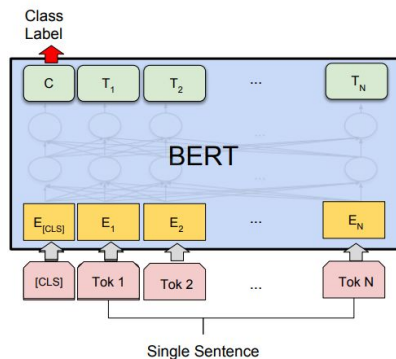 Class
Label
C T1 T2 ... TN
...
BERT
...
E[CLS] E1 E2 ... EN
[CLS] Tok 1 Tok 2 ... Tok N
Single Sentence